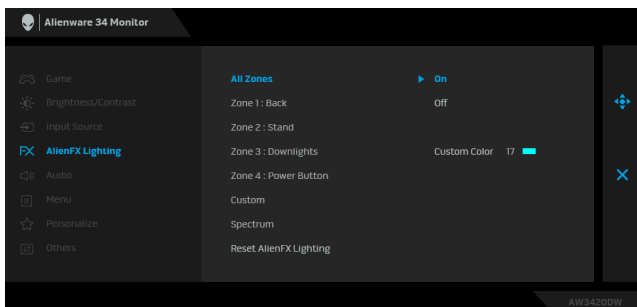 Alienware 34 Monitor
Game
All Zones On
Brightness/Contrast
Zone 1 : Back Off
Input Source
Zone 2 : Stand
FX AlienFX Lighting
Zone 3 : Downlights Custom Color 17
Audio
Zone 4 : Power Button
Menu
Custom
Personalize
Spectrum
Others
Reset AlienFX Lighting
AW3420DW